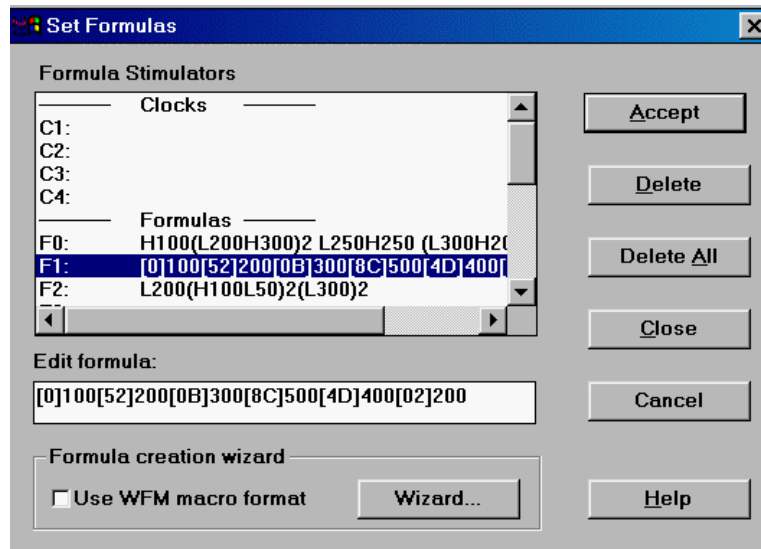 Set Formulas
Formula Stimulators
Clocks
C1:
C2:
C3:
C4:
Formulas
F0: H100(L200H300)2 L250H250 (L300H20
F1: [0]100[52]200[0B]300[8C]500[4D]400[
F2: L200(H100L50)2(L300)2
Edit formula:
[0]100[52]200[0B]300[8C]500[4D]400[02]200
Formula creation wizard
Use WFM macro format
Wizard...
Accept
Delete
Delete All
Close
Cancel
Help